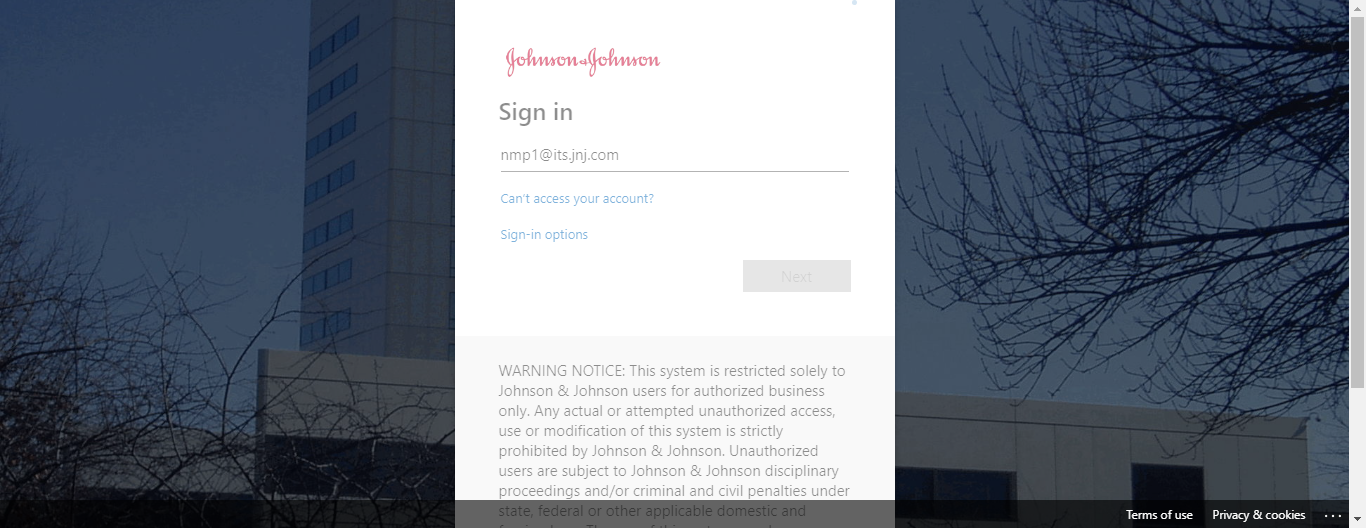 Johnson & Johnson
Sign in
nmp1@its.jnj.com
Can't access your account?
Sign-in options
Next
WARNING NOTICE: This system is restricted solely to
Johnson & Johnson users for authorized business
only. Any actual or attempted unauthorized access,
use or modification of this system is strictly
prohibited by Johnson & Johnson. Unauthorized
users are subject to Johnson & Johnson disciplinary
proceedings and/or criminal and civil penalties under
state, federal or other applicable domestic and
Terms of use
Privacy & cookies
...